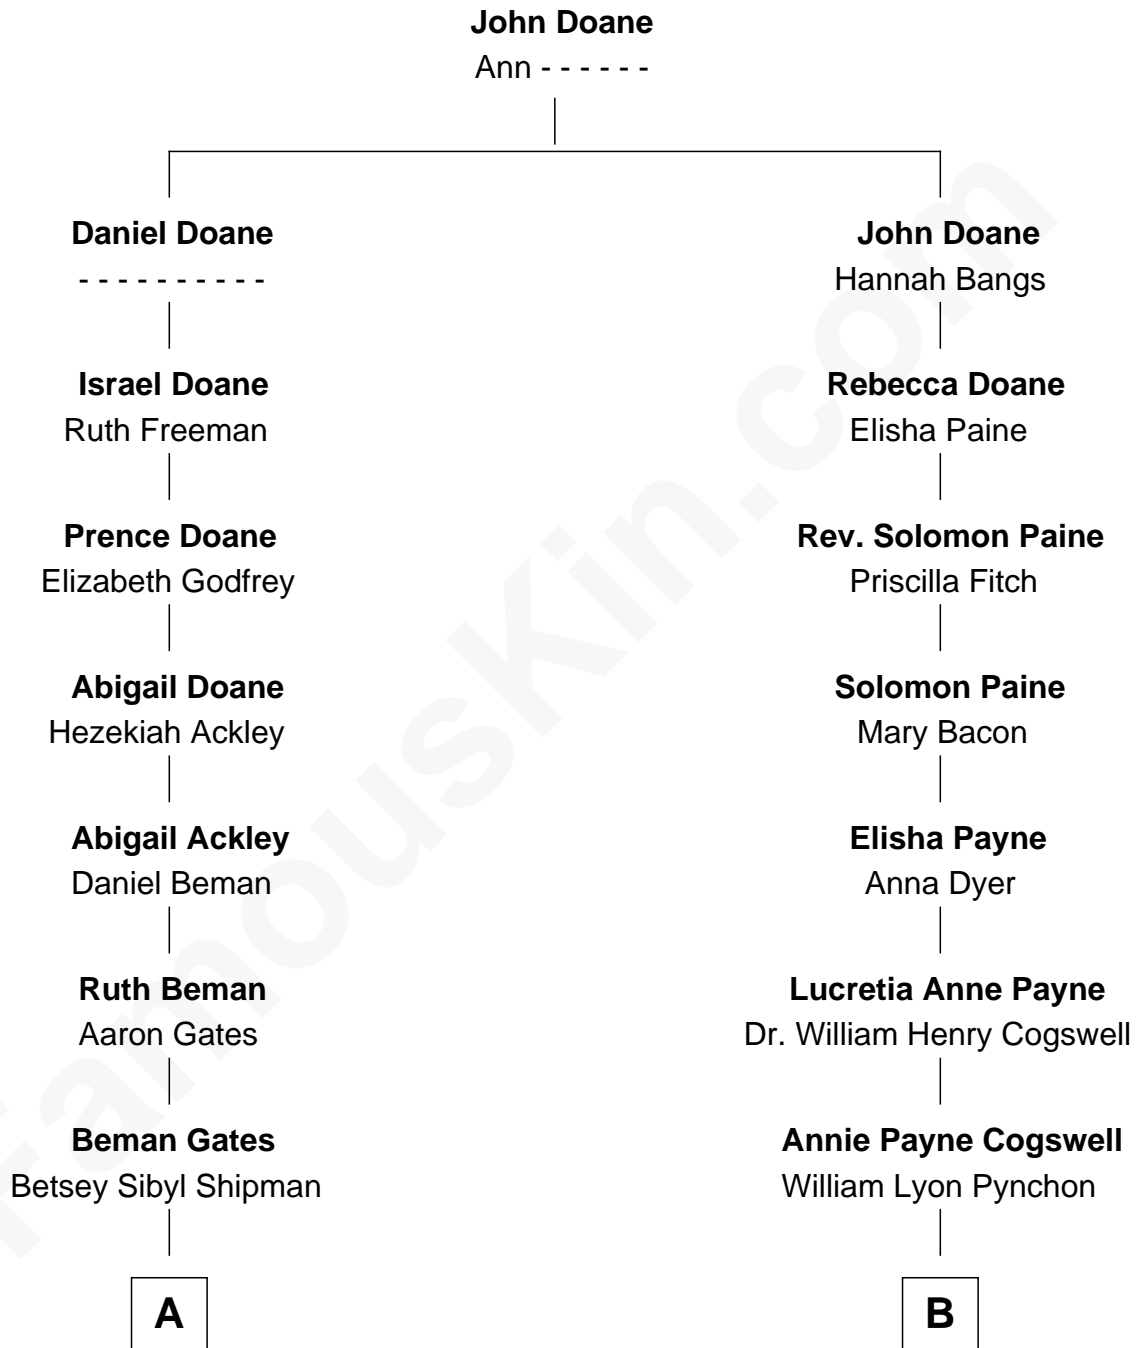 John Doane
Ann - - - - - -
Daniel Doane
- - - - - - - - - -
John Doane
Hannah Bangs
Israel Doane
Ruth Freeman
Rebecca Doane
Elisha Paine
Prence Doane
Elizabeth Godfrey
Rev. Solomon Paine
Priscilla Fitch
Abigail Doane
Hezekiah Ackley
Solomon Paine
Mary Bacon
Abigail Ackley
Daniel Beman
Elisha Payne
Anna Dyer
Ruth Beman
Aaron Gates
Lucretia Anne Payne
Dr. William Henry Cogswell
Beman Gates
Betsey Sibyl Shipman
Annie Payne Cogswell
William Lyon Pynchon
A
B
FamousKin.com